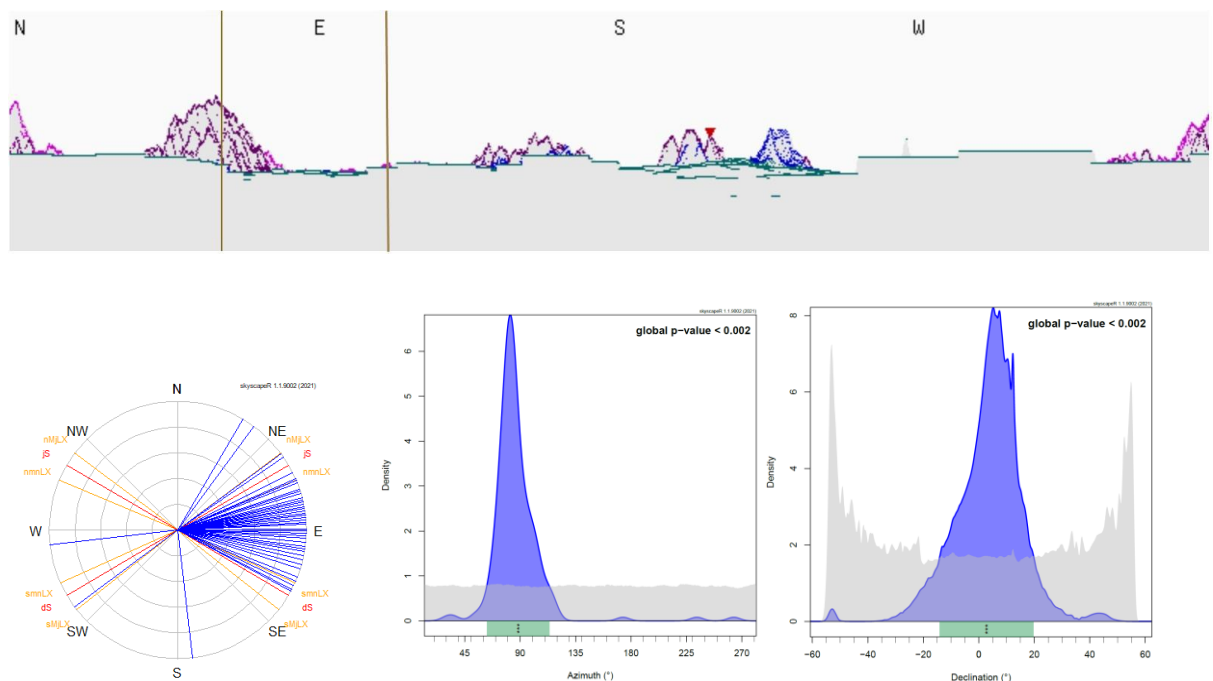 N E S W
skyscapeR 1.1.9002 (2021)
N
NW NE
nMjLX nMjLX
jS jS
nmnLX nmnLX
W E
smnLX smnLX
dS dS
sMjLX sMjLX
SW SE
S
skyscapeR 1.1.9002 (2021)
global p-value < 0.002
Density
6
5
4
3
2
1
0
***
45 90 135 180 225 270
Azimuth (°)
skyscapeR 1.1.9002 (2021)
global p-value < 0.002
Density
8
6
4
2
0
***
−60 −40 −20 0 20 40 60
Declination (°)